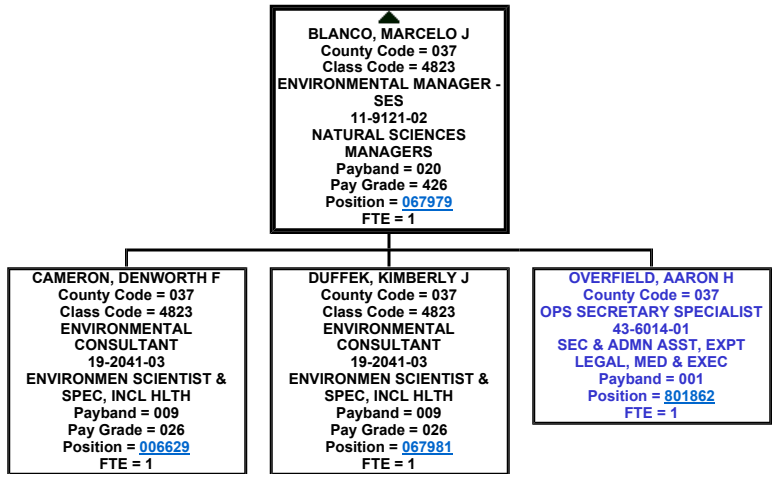 BLANCO, MARCELO J
County Code = 037
Class Code = 4823
ENVIRONMENTAL MANAGER -
SES
11-9121-02
NATURAL SCIENCES
MANAGERS
Payband = 020
Pay Grade = 426
Position = 067979
FTE = 1
CAMERON, DENWORTH F
County Code = 037
Class Code = 4823
ENVIRONMENTAL
CONSULTANT
19-2041-03
ENVIRONMEN SCIENTIST &
SPEC, INCL HLTH
Payband = 009
Pay Grade = 026
Position = 006629
FTE = 1
DUFFEK, KIMBERLY J
County Code = 037
Class Code = 4823
ENVIRONMENTAL
CONSULTANT
19-2041-03
ENVIRONMEN SCIENTIST &
SPEC, INCL HLTH
Payband = 009
Pay Grade = 026
Position = 067981
FTE = 1
OVERFIELD, AARON H
County Code = 037
OPS SECRETARY SPECIALIST
43-6014-01
SEC & ADMN ASST, EXPT
LEGAL, MED & EXEC
Payband = 001
Position = 801862
FTE = 1